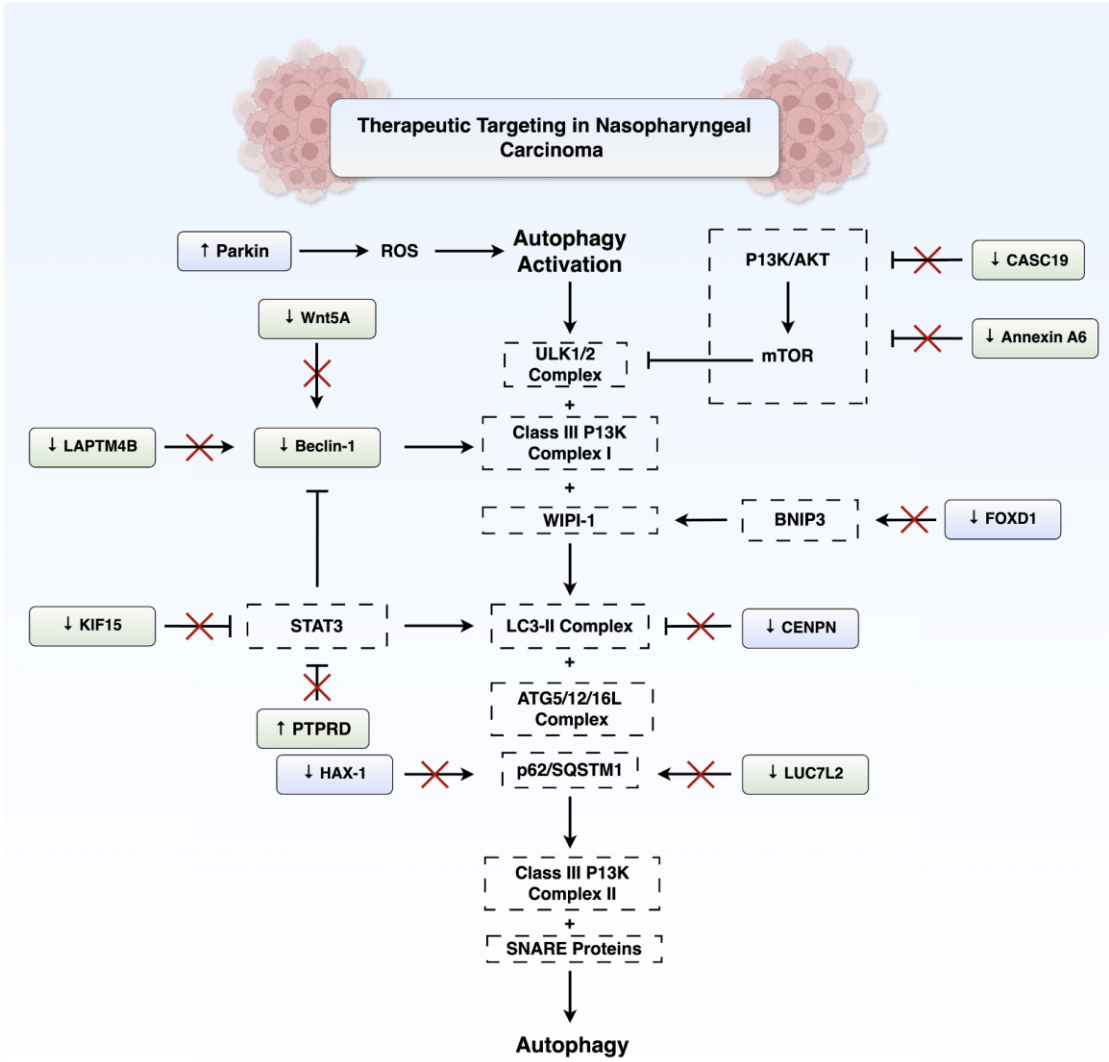 Therapeutic Targeting in Nasopharyngeal
Carcinoma
↑ Parkin
ROS
Autophagy
Activation
P13K/AKT
↓ CASC19
↓ Wnt5A
ULK1/2
Complex
mTOR
↓ Annexin A6
+
↓ LAPTM4B
↓ Beclin-1
Class III P13K
Complex I
+
WIPI-1
BNIP3
↓ FOXD1
↓ KIF15
STAT3
LC3-II Complex
↓ CENPN
+
ATG5/12/16L
Complex
↑ PTPRD
↓ HAX-1
p62/SQSTM1
↓ LUC7L2
Class III P13K
Complex II
+
SNARE Proteins
Autophagy